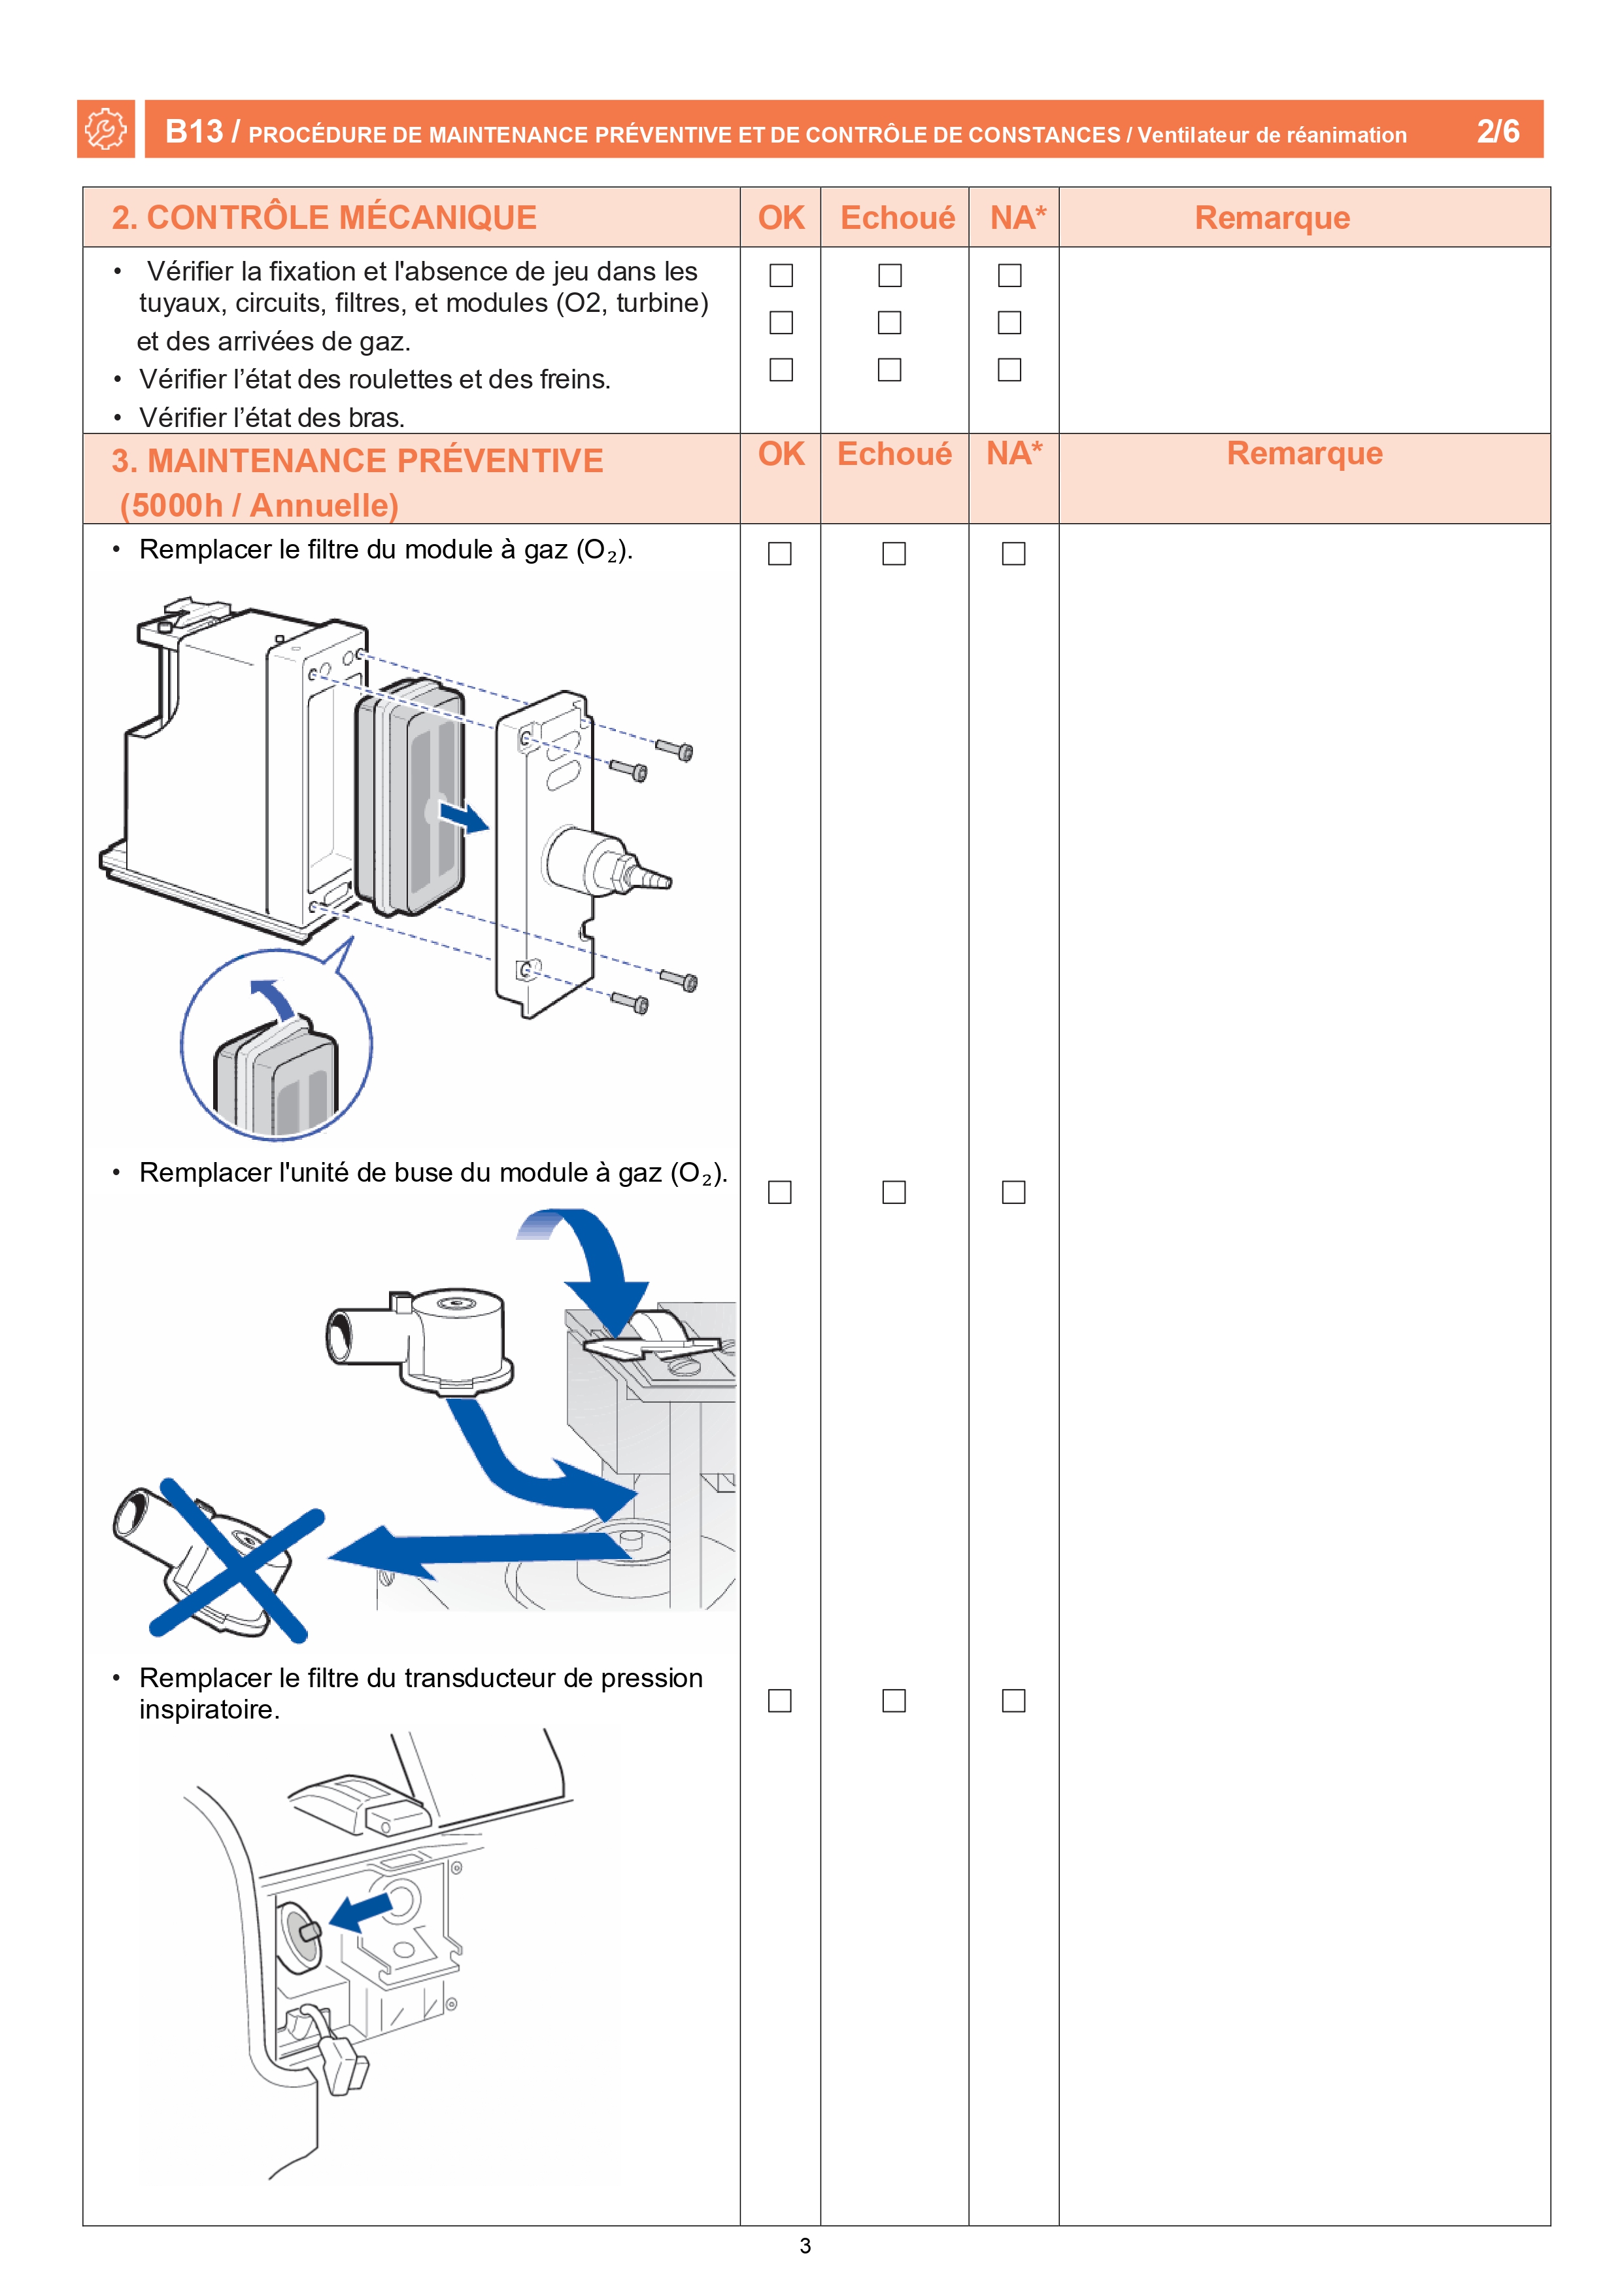 B13 / PROCÉDURE DE MAINTENANCE PRÉVENTIVE ET DE CONTRÔLE DE CONSTANCES / Ventilateur de réanimation 2/6
2. CONTRÔLE MÉCANIQUE OK Echoué NA* Remarque
• Vérifier la fixation et l'absence de jeu dans les
tuyaux, circuits, filtres, et modules (O2, turbine)
et des arrivées de gaz.
• Vérifier l’état des roulettes et des freins.
• Vérifier l’état des bras.
3. MAINTENANCE PRÉVENTIVE OK Echoué NA* Remarque
(5000h / Annuelle)
• Remplacer le filtre du module à gaz (O₂).
• Remplacer l'unité de buse du module à gaz (O₂).
• Remplacer le filtre du transducteur de pression
inspiratoire.
3